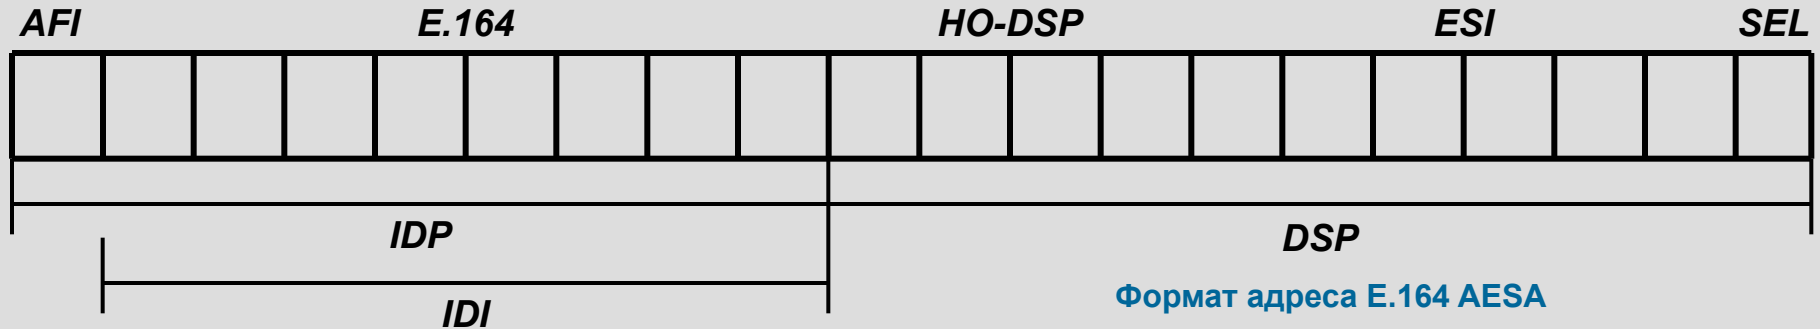 AFI E.164 HO-DSP ESI SEL
IDP DSP
Формат адреса E.164 AESA
IDI